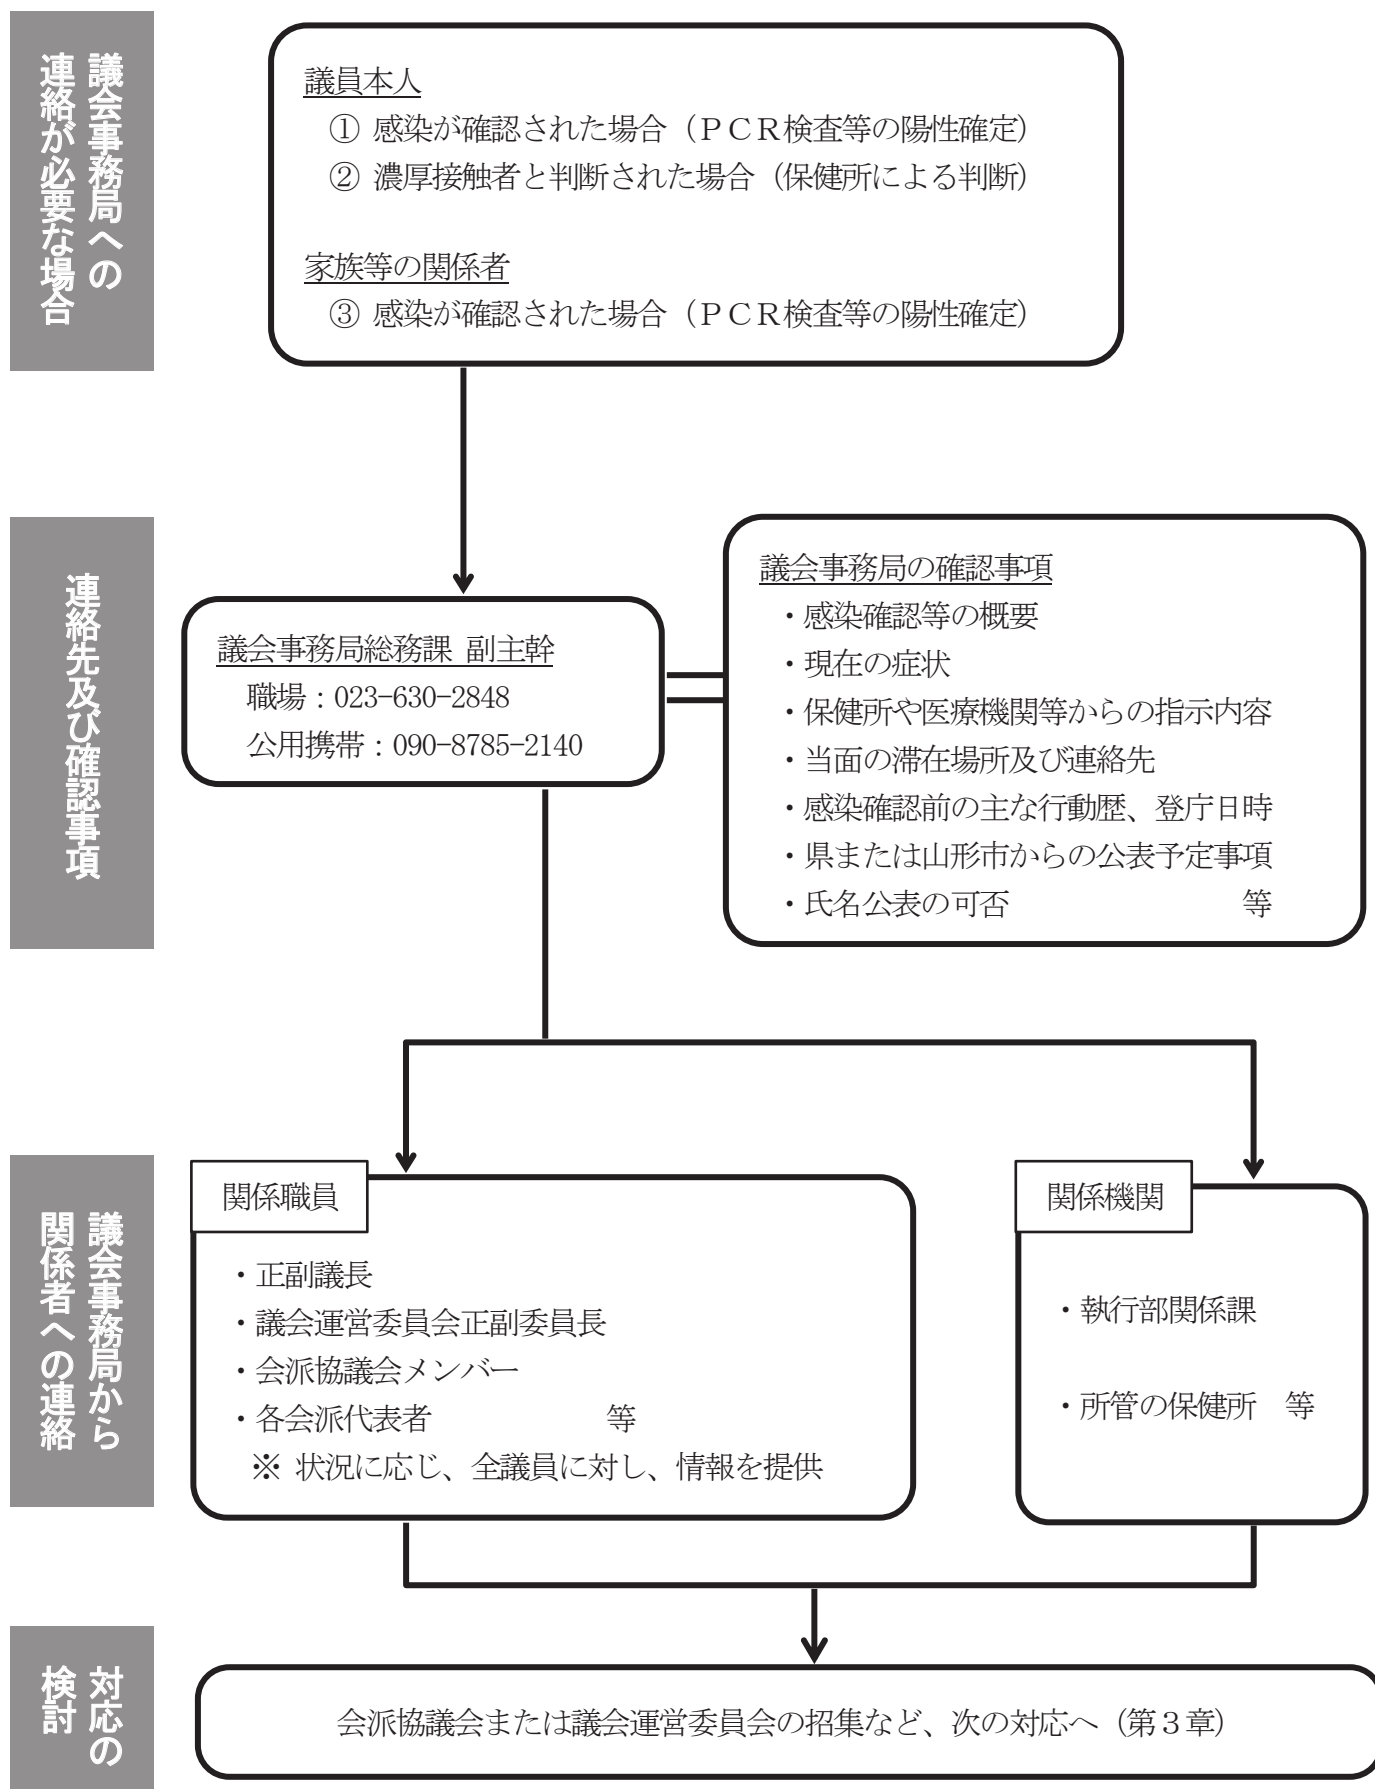 議会事務局への
連絡が必要な場合
議員本人
① 感染が確認された場合（ＰＣＲ検査等の陽性確定）
② 濃厚接触者と判断された場合（保健所による判断）
家族等の関係者
③ 感染が確認された場合（ＰＣＲ検査等の陽性確定）
連絡先及び確認事項
議会事務局総務課 副主幹
職場：023-630-2848
公用携帯：090-8785-2140
議会事務局の確認事項
・感染確認等の概要
・現在の症状
・保健所や医療機関等からの指示内容
・当面の滞在場所及び連絡先
・感染確認前の主な行動歴、登庁日時
・県または山形市からの公表予定事項
・氏名公表の可否　　　　　　　　等
議会事務局から
関係者への連絡
関係職員
・正副議長
・議会運営委員会正副委員長
・会派協議会メンバー
・各会派代表者　　　　　　等
※ 状況に応じ、全議員に対し、情報を提供
関係機関
・執行部関係課
・所管の保健所　等
対応の
検討
会派協議会または議会運営委員会の招集など、次の対応へ（第３章）